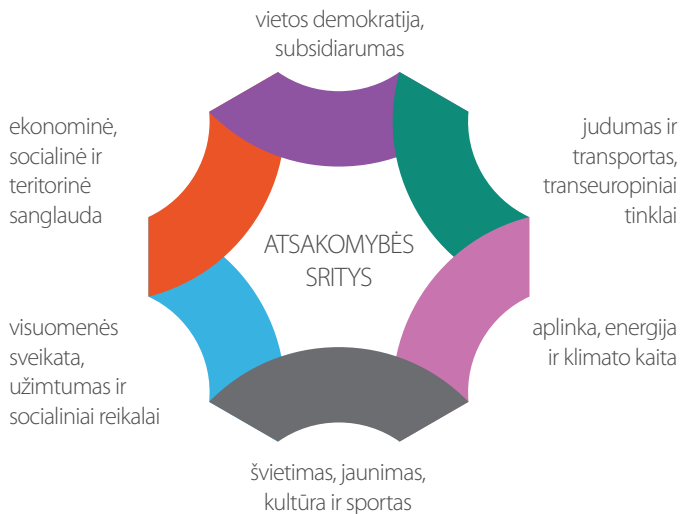 vietos demokratija,
subsidiarumas
ekonominė,
socialinė ir
teritorinė
sanglauda
judumas ir
transportas,
transeuropiniai
tinklai
ATSAKOMYBĖS
SRITYS
visuomenės
sveikata,
užimtumas ir
socialiniai reikalai
aplinka, energija
ir klimato kaita
švietimas, jaunimas,
kultūra ir sportas